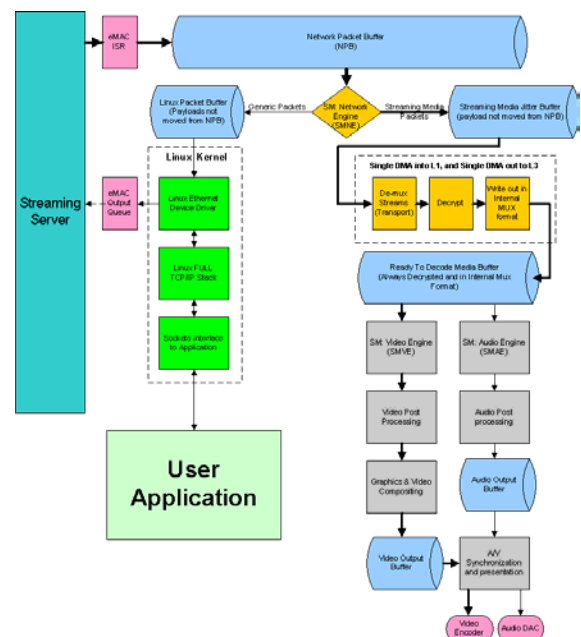 eMAC
ISR
Network Packet Buffer
(NPB)
Linux Packet Buffer
(Payloads not
moved from NPB)
Generic Packets
SM: Network
Engine
(SMNE)
Streaming Media
Packets
Streaming Media Jitter Buffer
(payload not moved from NPB)
Streaming
Server
eMAC
Output
Queue
Linux Kernel
Linux Ethernet
Device Driver
Linux FULL
TCP/IP Stack
Sockets Interface
to Application
User
Application
Single DMA into L1, and Single DMA out to L3
De-mux
Streams
(Transport)
Decrypt
Write out in
Internal
MUX
format
Ready To Decode Media Buffer
(Always Decrypted and in Internal Mux
Format)
SM: Video Engine
(SMVE)
SM: Audio Engine
(SMAE)
Video Post
Processing
Audio Post
processing
Graphics & Video
Compositing
Audio Output
Buffer
Video Output
Buffer
A/V
Synchronization
and presentation
Video
Encoder
Audio DAC